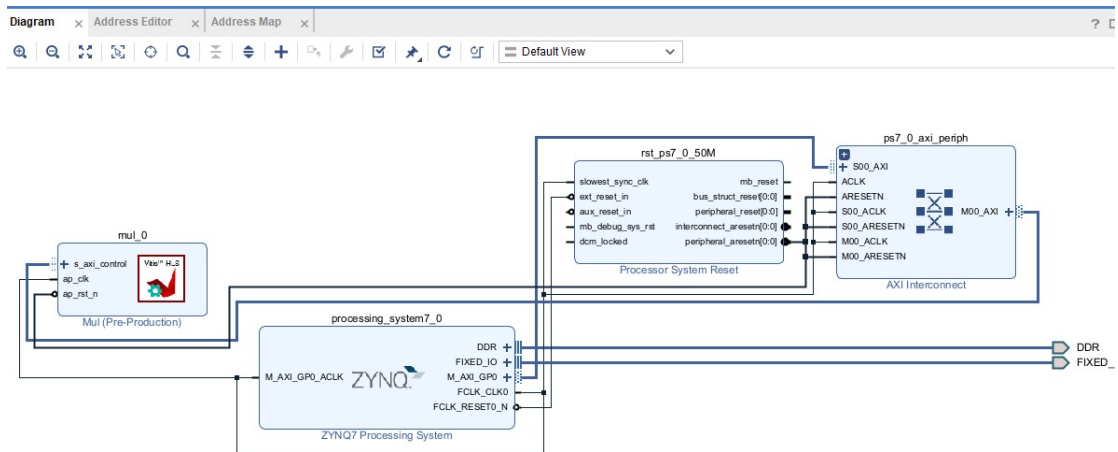 Diagram × Address Editor × Address Map × ?
Default View
ps7_0_axi_periph
rst_ps7_0_50M
S00_AXI
slowest_sync_clk mb_reset ACLK
ext_reset_in bus_struct_reset[0:0] ARESETN
aux_reset_in peripheral_reset[0:0] S00_ACLK M00_AXI
mb_debug_sys_rst interconnect_aresetn[0:0] S00_ARESETN
dcm_locked peripheral_aresetn[0:0] M00_ACLK
M00_ARESETN
Processor System Reset
AXI Interconnect
mul_0
s_axi_control Vitis™ HLS
ap_clk
ap_rst_n
Mul (Pre-Production)
processing_system7_0
DDR DDR
FIXED_IO FIXED_
M_AXI_GP0_ACLK ZYNQ M_AXI_GP0
FCLK_CLK0
FCLK_RESET0_N
ZYNQ7 Processing System